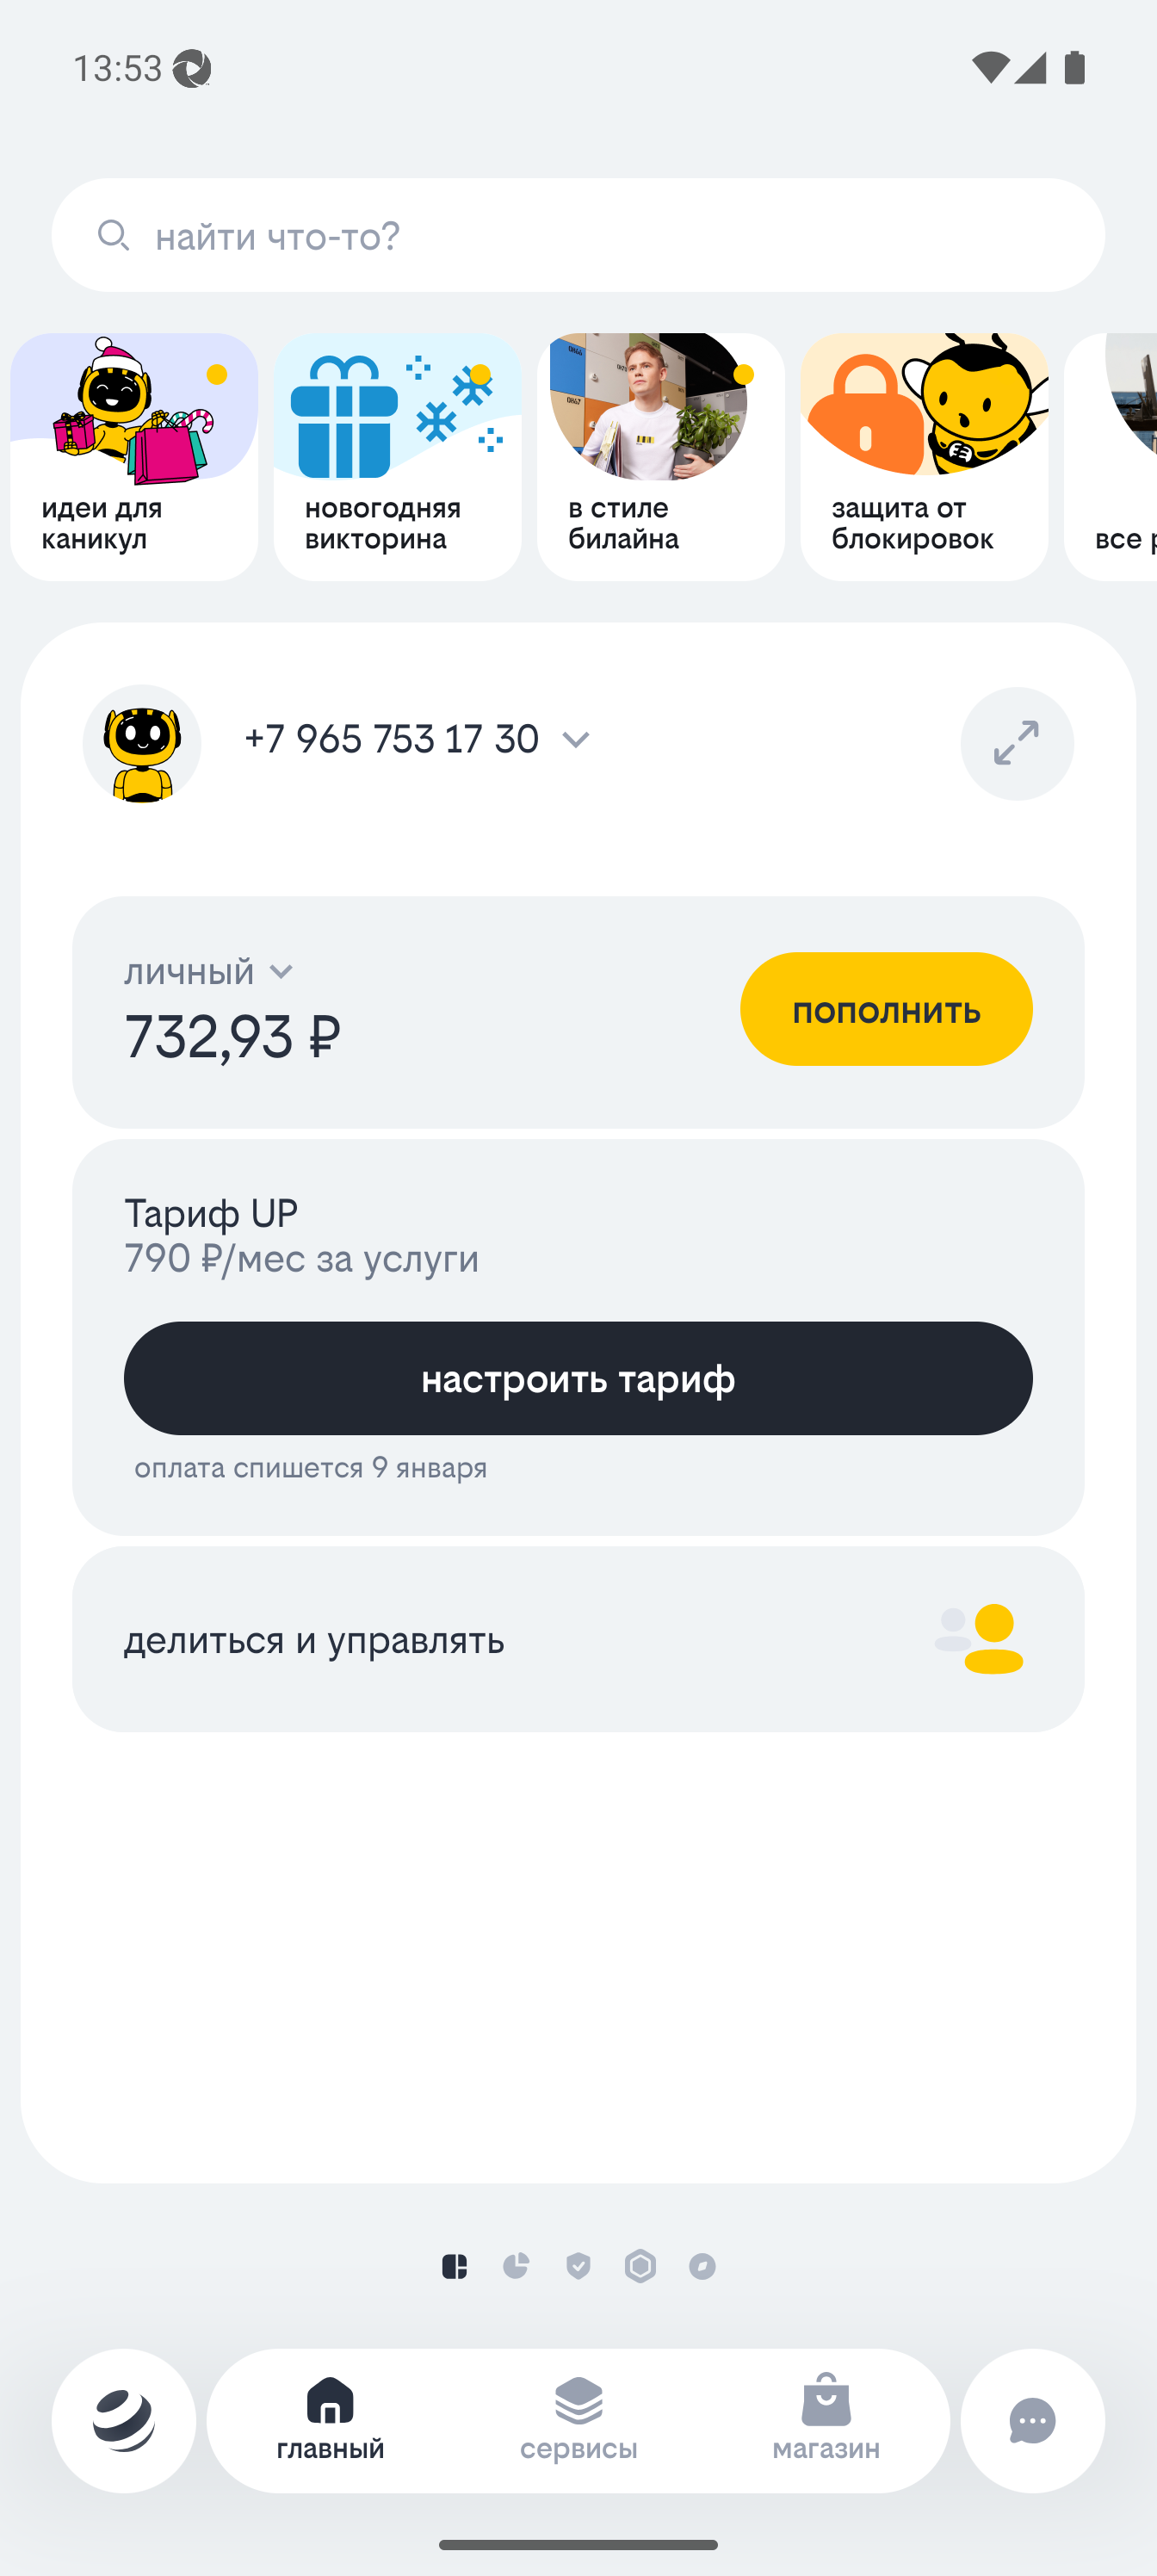 13:53
найти что-то?
идеи для
каникул
новогодняя
викторина
в стиле
билайна
защита от
блокировок
все
+7 965 753 17 30
личный
732,93 ₽
пополнить
Тариф UP
790 ₽/мес за услуги
настроить тариф
оплата спишется 9 января
делиться и управлять
главный
сервисы
магазин